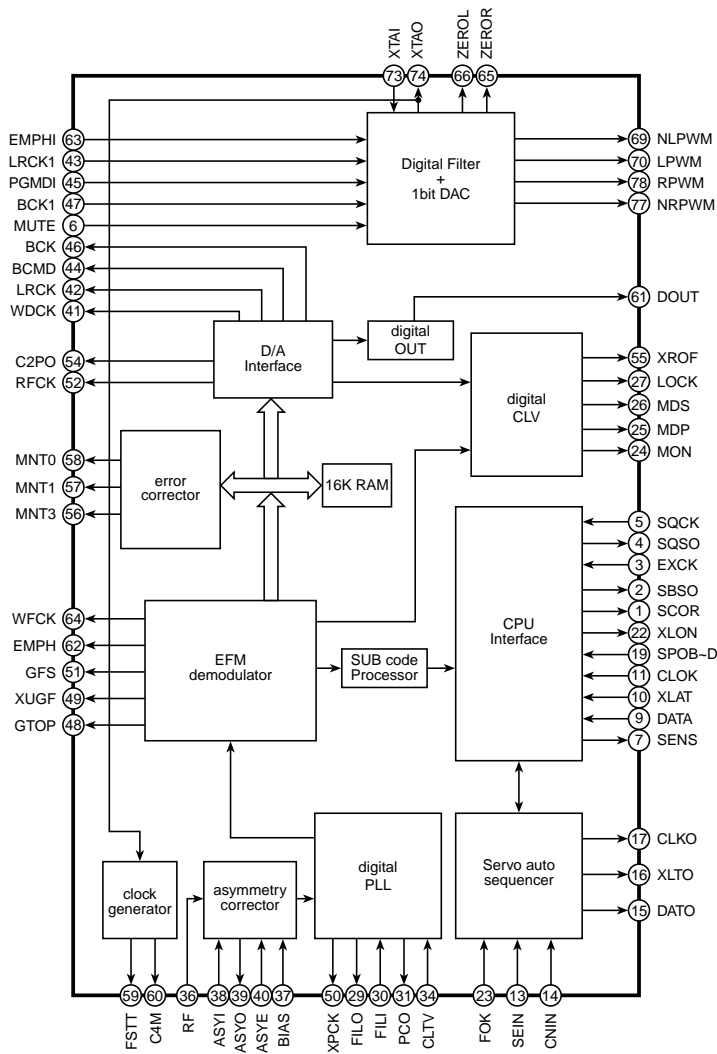 XTAI
XTAO
ZEROL
ZEROR
73
74
66
65
EMPHI 63
LRCK1 43
PGMDI 45
BCK1 47
MUTE 6
BCK 46
BCMD 44
LRCK 42
WDCK 41
C2PO 54
RFCK 52
MNT0 58
MNT1 57
MNT3 56
WFCK 64
EMPH 62
GFS 51
XUGF 49
GTOP 48
Digital Filter
+
1bit DAC
D/A
Interface
digital
OUT
digital
CLV
error
corrector
16K RAM
EFM
demodulator
SUB code
Processor
CPU
Interface
clock
generator
asymmetry
corrector
digital
PLL
Servo auto
sequencer
69 NLPWM
70 LPWM
78 RPWM
77 NRPWM
61 DOUT
55 XROF
27 LOCK
26 MDS
25 MDP
24 MON
5 SQCK
4 SQSO
3 EXCK
2 SBSO
1 SCOR
22 XLON
19 SPOB~D
11 CLOK
10 XLAT
9 DATA
7 SENS
17 CLKO
16 XLTO
15 DATO
59
60
36
38
39
40
37
50
29
30
31
34
23
13
14
FSTT
C4M
RF
ASYI
ASYO
ASYE
BIAS
XPCK
FILO
FILI
PCO
CLTV
FOK
SEIN
CNIN